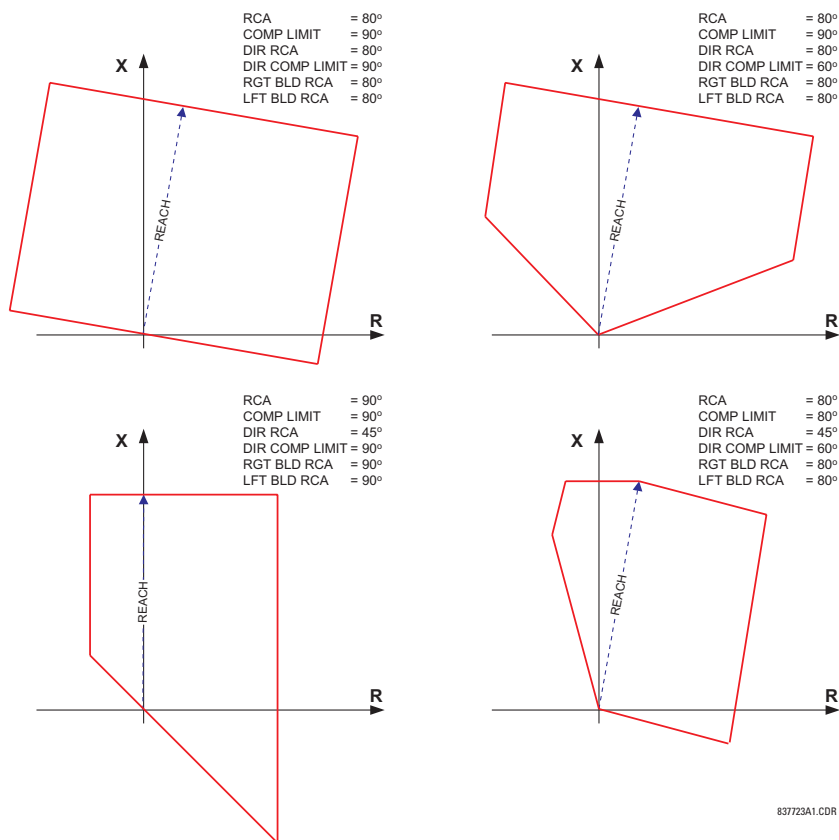 RCA = 80º
COMP LIMIT = 90º
DIR RCA = 80º
DIR COMP LIMIT = 90º
RGT BLD RCA = 80º
LFT BLD RCA = 80º
X
REACH
R
RCA = 80º
COMP LIMIT = 90º
DIR RCA = 80º
DIR COMP LIMIT = 60º
RGT BLD RCA = 80º
LFT BLD RCA = 80º
X
REACH
R
RCA = 90º
COMP LIMIT = 90º
DIR RCA = 45º
DIR COMP LIMIT = 90º
RGT BLD RCA = 90º
LFT BLD RCA = 90º
X
REACH
R
RCA = 80º
COMP LIMIT = 80º
DIR RCA = 45º
DIR COMP LIMIT = 60º
RGT BLD RCA = 80º
LFT BLD RCA = 80º
X
REACH
R
837723A1.CDR